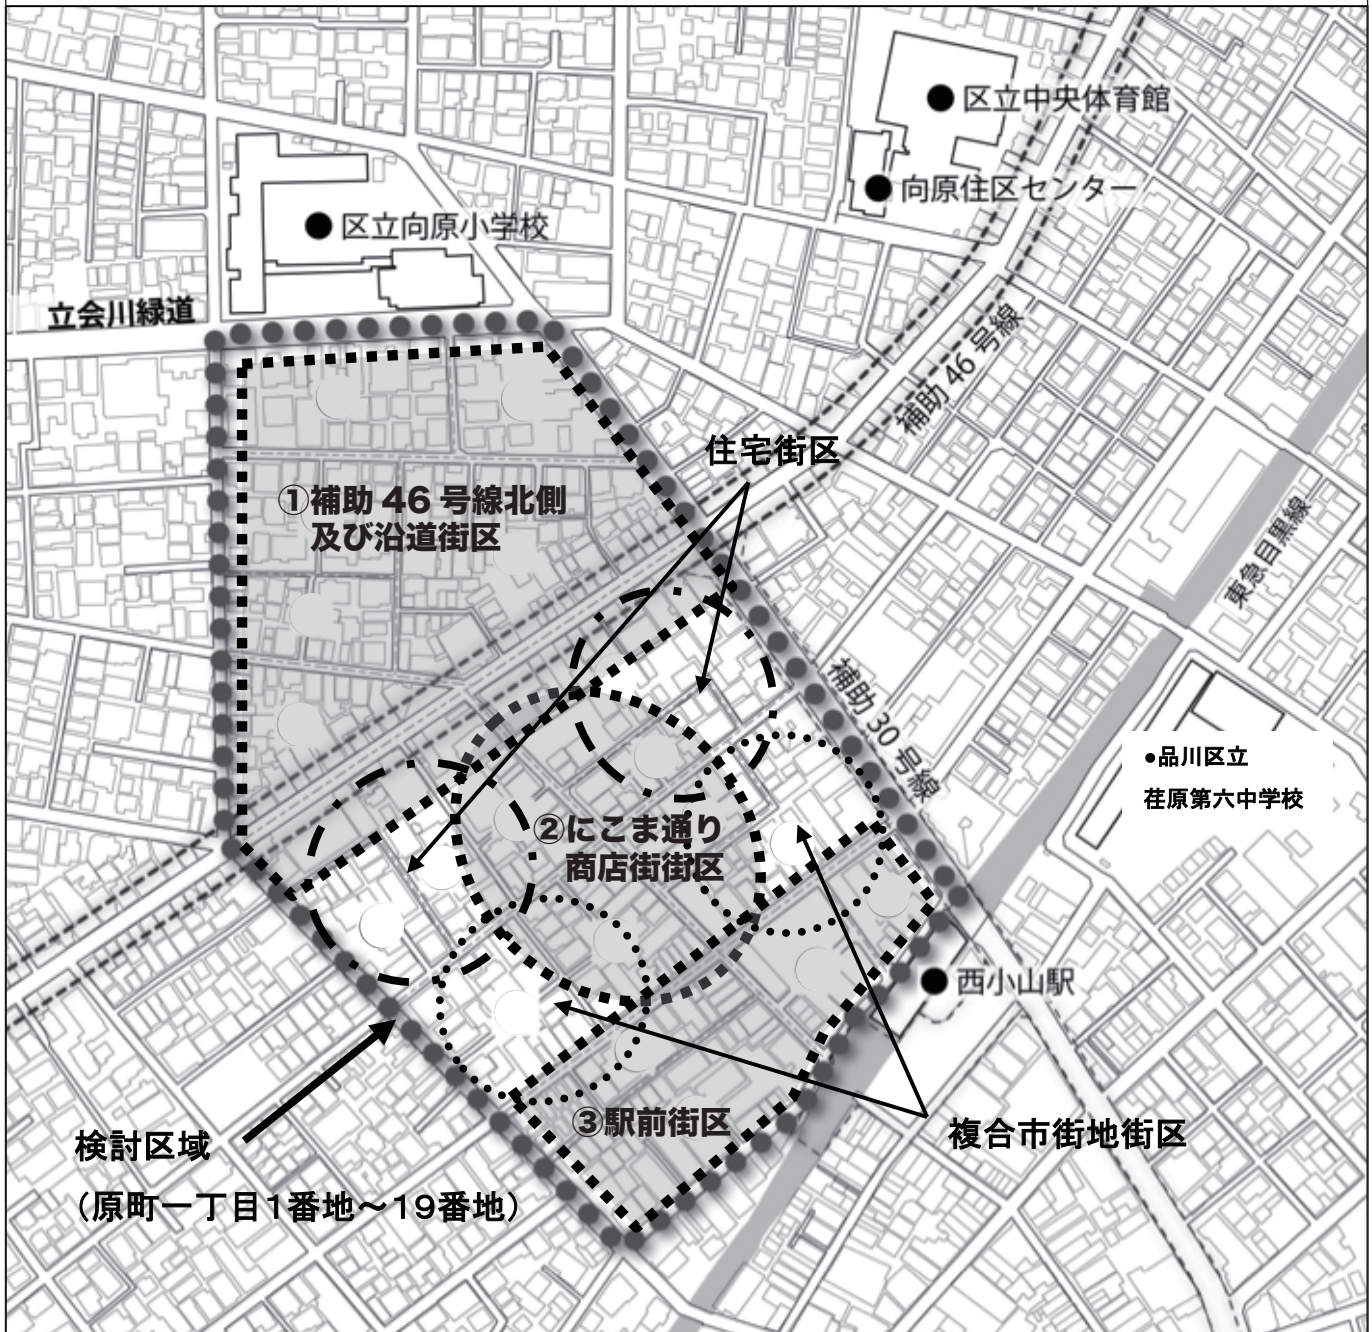 ●区立中央体育館
●向原住区センター
●区立向原小学校
立会川緑道
補助46号線
住宅街区
①補助46号線北側
及び沿道街区
東急目黒線
補助30号線
●品川区立
荏原第六中学校
②にこま通り
商店街街区
●西小山駅
③駅前街区
複合市街地街区
検討区域
（原町一丁目1番地～19番地）